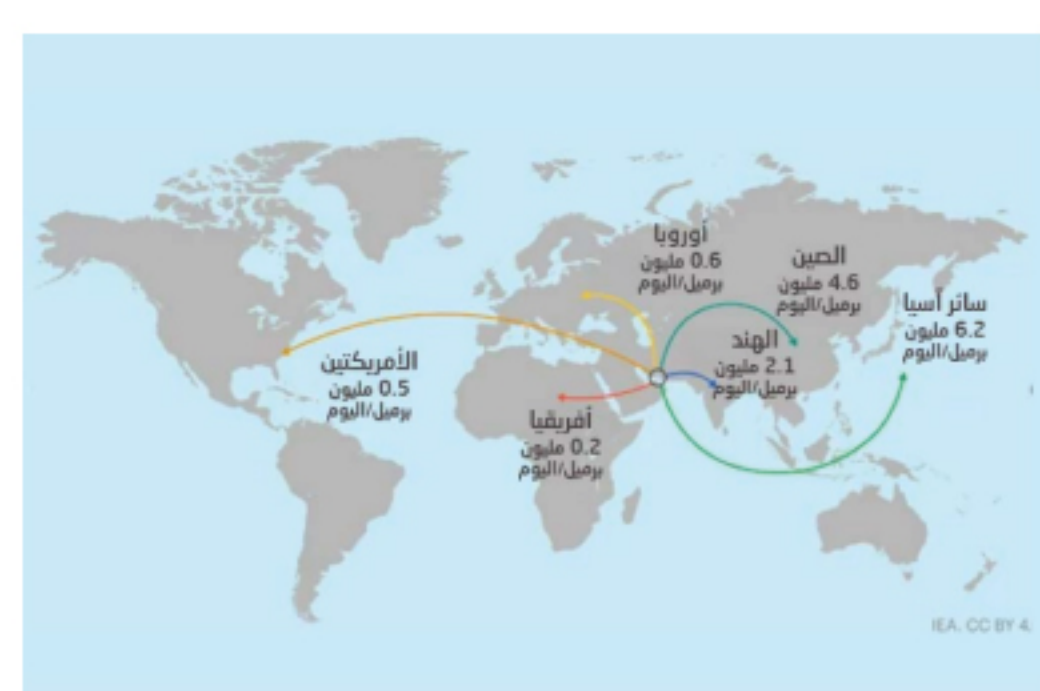 أوروبا
0.6 مليون
برميل/اليوم
الصين
4.6 مليون
برميل/اليوم
سائر آسيا
6.2 مليون
برميل/اليوم
الهند
2.1 مليون
برميل/اليوم
الأمريكتين
0.5 مليون
برميل/اليوم
أفريقيا
0.2 مليون
برميل/اليوم
IEA. CC BY 4.